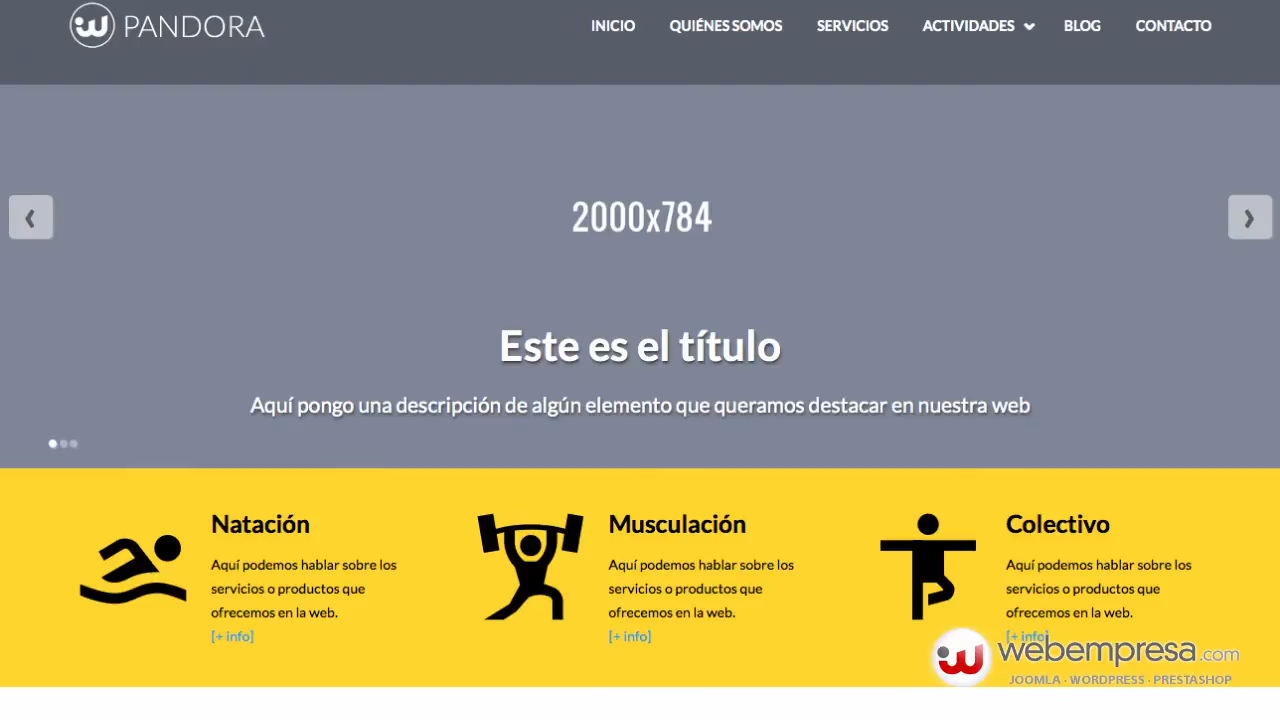 PANDORA
INICIO QUIÉNES SOMOS SERVICIOS ACTIVIDADES BLOG CONTACTO
2000x784
Este es el título
Aquí pongo una descripción de algún elemento que queramos destacar en nuestra web
Natación
Aquí podemos hablar sobre los
servicios o productos que
ofrecemos en la web.
[+ info]
Musculación
Aquí podemos hablar sobre los
servicios o productos que
ofrecemos en la web.
[+ info]
Colectivo
Aquí podemos hablar sobre los
servicios o productos que
ofrecemos en la web.
[+ info]
webempresa.com
JOOMLA · WORDPRESS · PRESTASHOP